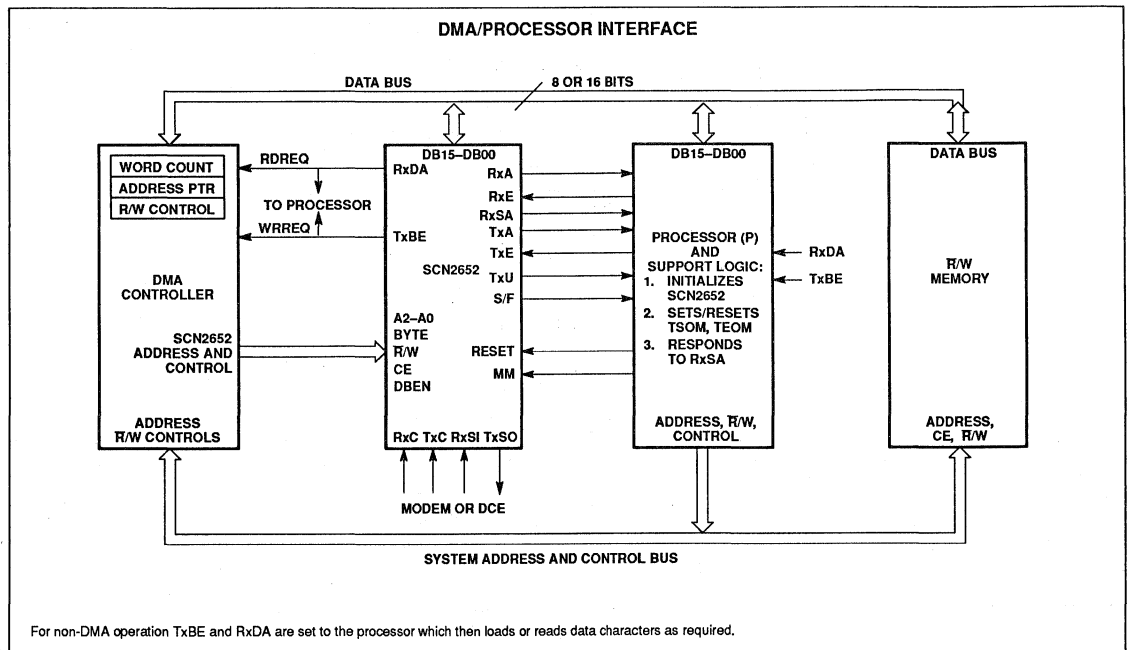 DMA/PROCESSOR INTERFACE
DATA BUS
8 OR 16 BITS
WORD COUNT
ADDRESS PTR
R̅/W CONTROL
DMA
CONTROLLER
SCN2652
ADDRESS AND
CONTROL
ADDRESS
R̅/W CONTROLS
RDREQ
TO PROCESSOR
WRREQ
DB15–DB00
RxDA
TxBE
SCN2652
A2–A0
BYTE
R̅/W
CE
DBEN
RxA
RxE
RxSA
TxA
TxE
TxU
S/F
RESET
MM
RxC TxC RxSI TxSO
MODEM OR DCE
DB15–DB00
PROCESSOR (P)
AND
SUPPORT LOGIC:
1. INITIALIZES
SCN2652
2. SETS/RESETS
TSOM, TEOM
3. RESPONDS
TO RxSA
ADDRESS, R̅/W,
CONTROL
RxDA
TxBE
DATA BUS
R̅/W
MEMORY
ADDRESS,
CE, R̅/W
SYSTEM ADDRESS AND CONTROL BUS
For non-DMA operation TxBE and RxDA are set to the processor which then loads or reads data characters as required.